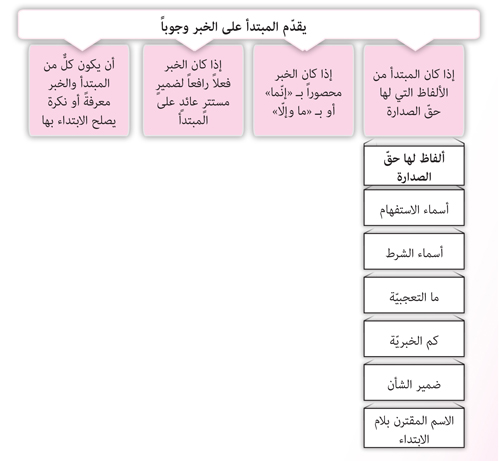 يقدّم المبتدأ على الخبر وجوباً
إذا كان المبتدأ من
الألفاظ التي لها
حقّ الصدارة
إذا كان الخبر
محصوراً بـ «إنّما»
أو بـ «ما وإلّا»
إذا كان الخبر
فعلاً رافعاً لضميرٍ
مستترٍ عائدٍ على
المبتدأ
أن يكون كلٌّ من
المبتدأ والخبر
معرفةً أو نكرة
يصلح الابتداء بها
ألفاظ لها حقّ
الصدارة
أسماء الاستفهام
أسماء الشرط
ما التعجبيّة
كم الخبريّة
ضمير الشأن
الاسم المقترن بلام
الابتداء